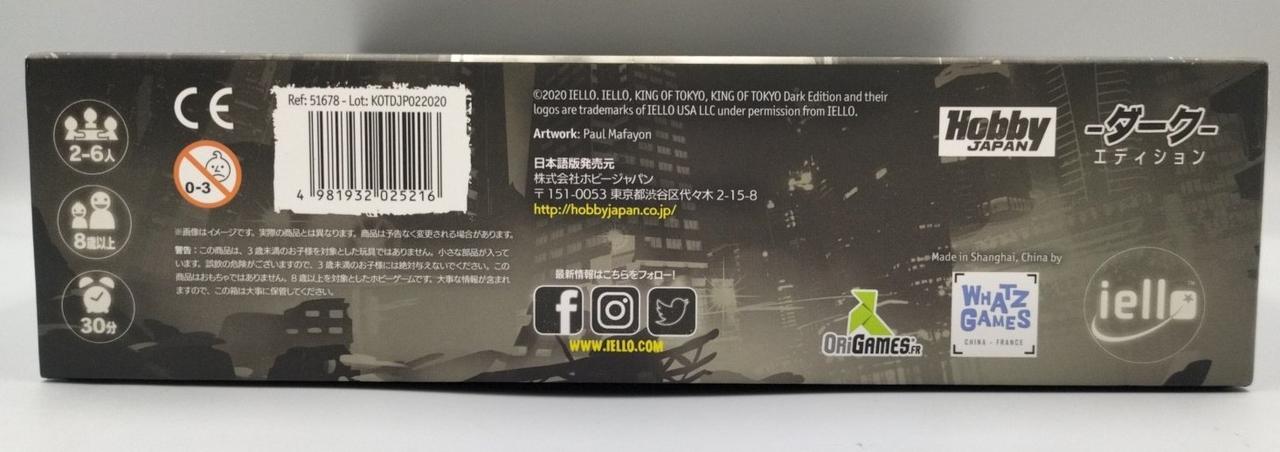 2-6人
8歳以上
30分
CE
0-3
Ref: 51678 - Lot: KOTDJP022020
4 981932 025216
※画像はイメージです。実際の商品とは異なります。商品は予告なく変更される場合があります。
警告：この商品は、3歳未満のお子様を対象とした玩具ではありません。小さな部品が入って
います。誤飲の危険がございますので、3歳未満のお子様には絶対与えないでください。この
商品はおもちゃではありません。8歳以上を対象としたホビーゲームです。大事な情報が含まれ
ますので、この箱は大事に保管してください。
©2020 IELLO. IELLO, KING OF TOKYO, KING OF TOKYO Dark Edition and their
logos are trademarks of IELLO USA LLC under permission from IELLO.
Artwork: Paul Mafayon
日本語版発売元
株式会社ホビージャパン
〒151-0053 東京都渋谷区代々木 2-15-8
http://hobbyjapan.co.jp/
最新情報はこちらをフォロー!
WWW.IELLO.COM
Hobby
JAPAN
-ダーク-
エディション
ORIGAMES.FR
Made in Shanghai, China by
WHATZ
GAMES
CHINA - FRANCE
iello